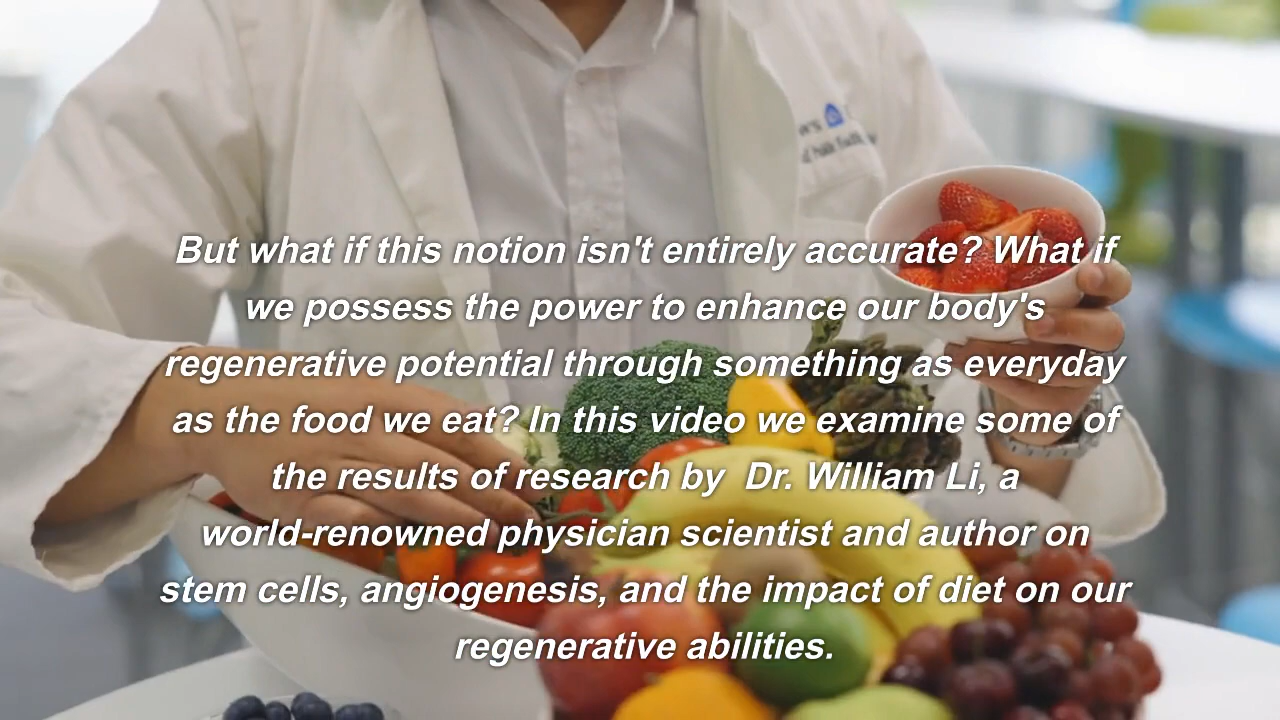 But what if this notion isn't entirely accurate? What if
we possess the power to enhance our body's
regenerative potential through something as everyday
as the food we eat? In this video we examine some of
the results of research by  Dr. William Li, a
world-renowned physician scientist and author on
stem cells, angiogenesis, and the impact of diet on our
regenerative abilities.